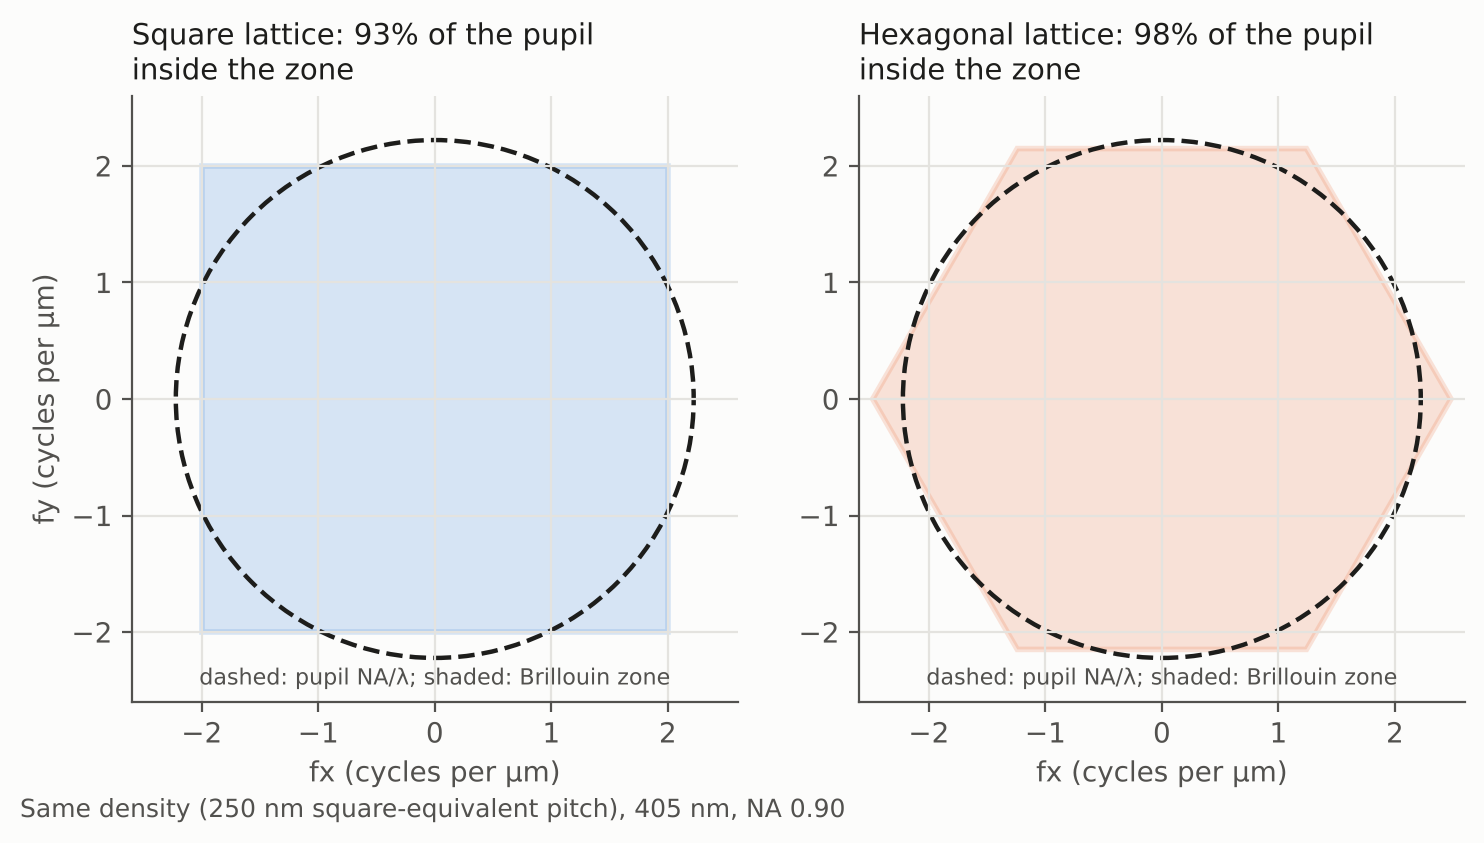 Square lattice: 93% of the pupil
inside the zone
fy (cycles per µm)
2
1
0
−1
−2
dashed: pupil NA/λ; shaded: Brillouin zone
−2
−1
0
1
2
fx (cycles per µm)
Hexagonal lattice: 98% of the pupil
inside the zone
2
1
0
−1
−2
dashed: pupil NA/λ; shaded: Brillouin zone
−2
−1
0
1
2
fx (cycles per µm)
Same density (250 nm square-equivalent pitch), 405 nm, NA 0.90